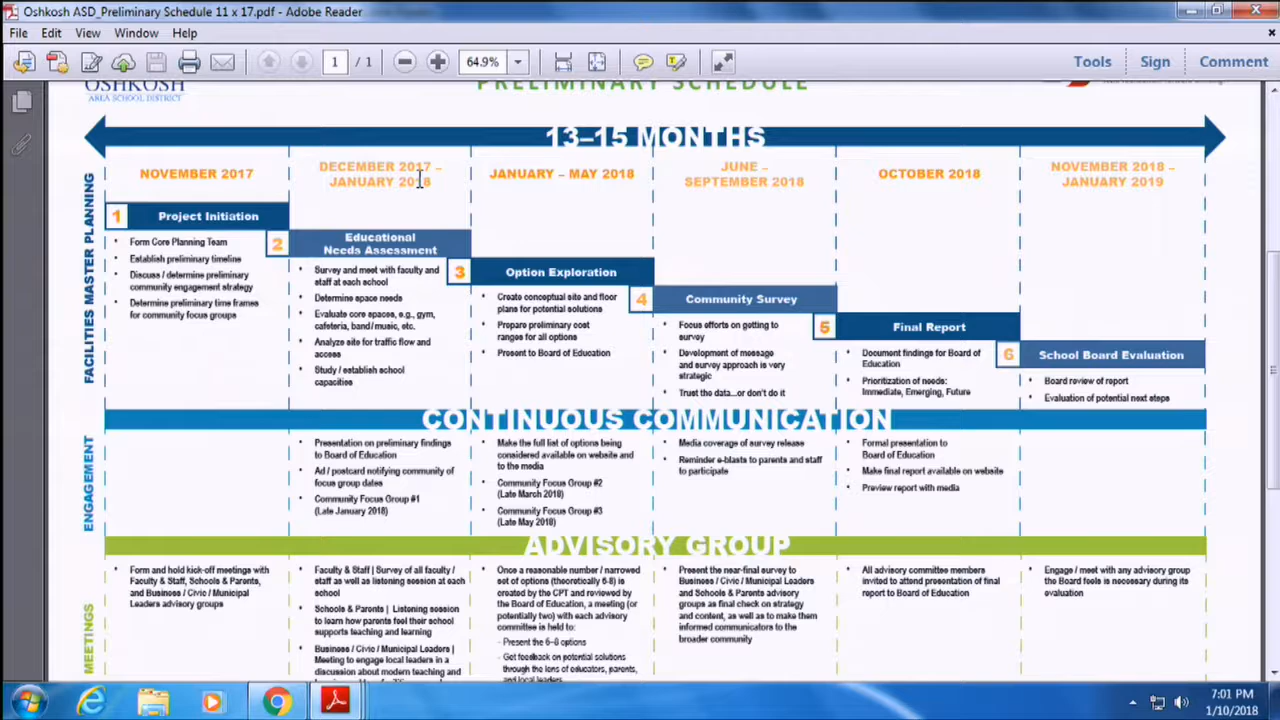 Oshkosh ASD_Preliminary Schedule 11 x 17.pdf - Adobe Reader
File Edit View Window Help
1 / 1 64.9% Tools Sign Comment
OSHKOSH
AREA SCHOOL DISTRICT
PRELIMINARY SCHEDULE
13–15 MONTHS
FACILITIES MASTER PLANNING
NOVEMBER 2017
1 Project Initiation
• Form Core Planning Team
• Establish preliminary timeline
• Discuss / determine preliminary
community engagement strategy
• Determine preliminary time frames
for community focus groups
DECEMBER 2017 –
JANUARY 2018
2 Educational
Needs Assessment
• Survey and meet with faculty and
staff at each school
• Determine space needs
• Evaluate core spaces, e.g., gym,
cafeteria, band/music, etc.
• Analyze site for traffic flow and
access
• Study / establish school
capacities
JANUARY – MAY 2018
3 Option Exploration
• Create conceptual site and floor
plans for potential solutions
• Prepare preliminary cost
ranges for all options
• Present to Board of Education
JUNE –
SEPTEMBER 2018
4 Community Survey
• Focus efforts on getting to
survey
• Development of message
and survey approach is very
strategic
• Trust the data...or don't do it
OCTOBER 2018
5 Final Report
• Document findings for Board of
Education
• Prioritization of needs:
Immediate, Emerging, Future
NOVEMBER 2018 –
JANUARY 2019
6 School Board Evaluation
• Board review of report
• Evaluation of potential next steps
CONTINUOUS COMMUNICATION
ENGAGEMENT
• Presentation on preliminary findings
to Board of Education
• Ad / postcard notifying community of
focus group dates
• Community Focus Group #1
(Late January 2018)
• Make the full list of options being
considered available on website and
to the media
• Community Focus Group #2
(Late March 2018)
• Community Focus Group #3
(Late May 2018)
• Media coverage of survey release
• Reminder e-blasts to parents and staff
to participate
• Formal presentation to
Board of Education
• Make final report available on website
• Preview report with media
ADVISORY GROUP
MEETINGS
• Form and hold kick-off meetings with
Faculty & Staff, Schools & Parents,
and Business / Civic / Municipal
Leaders advisory groups
• Faculty & Staff | Survey of all faculty /
staff as well as listening session at each
school
• Schools & Parents | Listening session
to learn how parents feel their school
supports teaching and learning
• Business / Civic / Municipal Leaders |
Meeting to engage local leaders in a
discussion about modern teaching and
• Once a reasonable number / narrowed
set of options (theoretically 6-8) is
created by the CPT and reviewed by
the Board of Education, a meeting (or
potentially two) with each advisory
committee is held to:
– Present the 6–8 options
– Get feedback on potential solutions
through the lens of educators, parents,
and local leaders
• Present the near-final survey to
Business / Civic / Municipal Leaders
and Schools & Parents advisory
groups as final check on strategy
and content, as well as to make them
informed communicators to the
broader community
• All advisory committee members
invited to attend presentation of final
report to Board of Education
• Engage / meet with any advisory group
the Board feels is necessary during its
evaluation
7:01 PM
1/10/2018